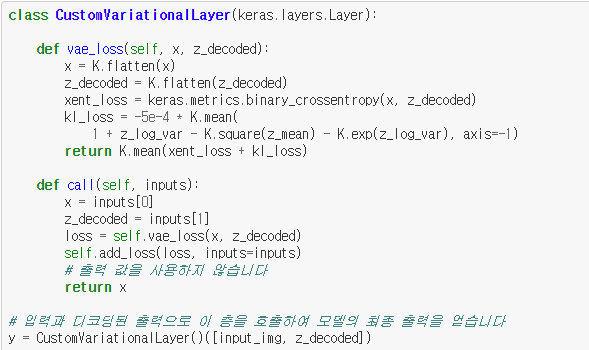 class CustomVariationalLayer(keras.layers.Layer):
    def vae_loss(self, x, z_decoded):
        x = K.flatten(x)
        z_decoded = K.flatten(z_decoded)
        xent_loss = keras.metrics.binary_crossentropy(x, z_decoded)
        kl_loss = -5e-4 * K.mean(
            1 + z_log_var - K.square(z_mean) - K.exp(z_log_var), axis=-1)
        return K.mean(xent_loss + kl_loss)
    def call(self, inputs):
        x = inputs[0]
        z_decoded = inputs[1]
        loss = self.vae_loss(x, z_decoded)
        self.add_loss(loss, inputs=inputs)
        # 출력 값을 사용하지 않습니다
        return x
# 입력과 디코딩된 출력으로 이 층을 호출하여 모델의 최종 출력을 얻습니다
y = CustomVariationalLayer()([input_img, z_decoded])